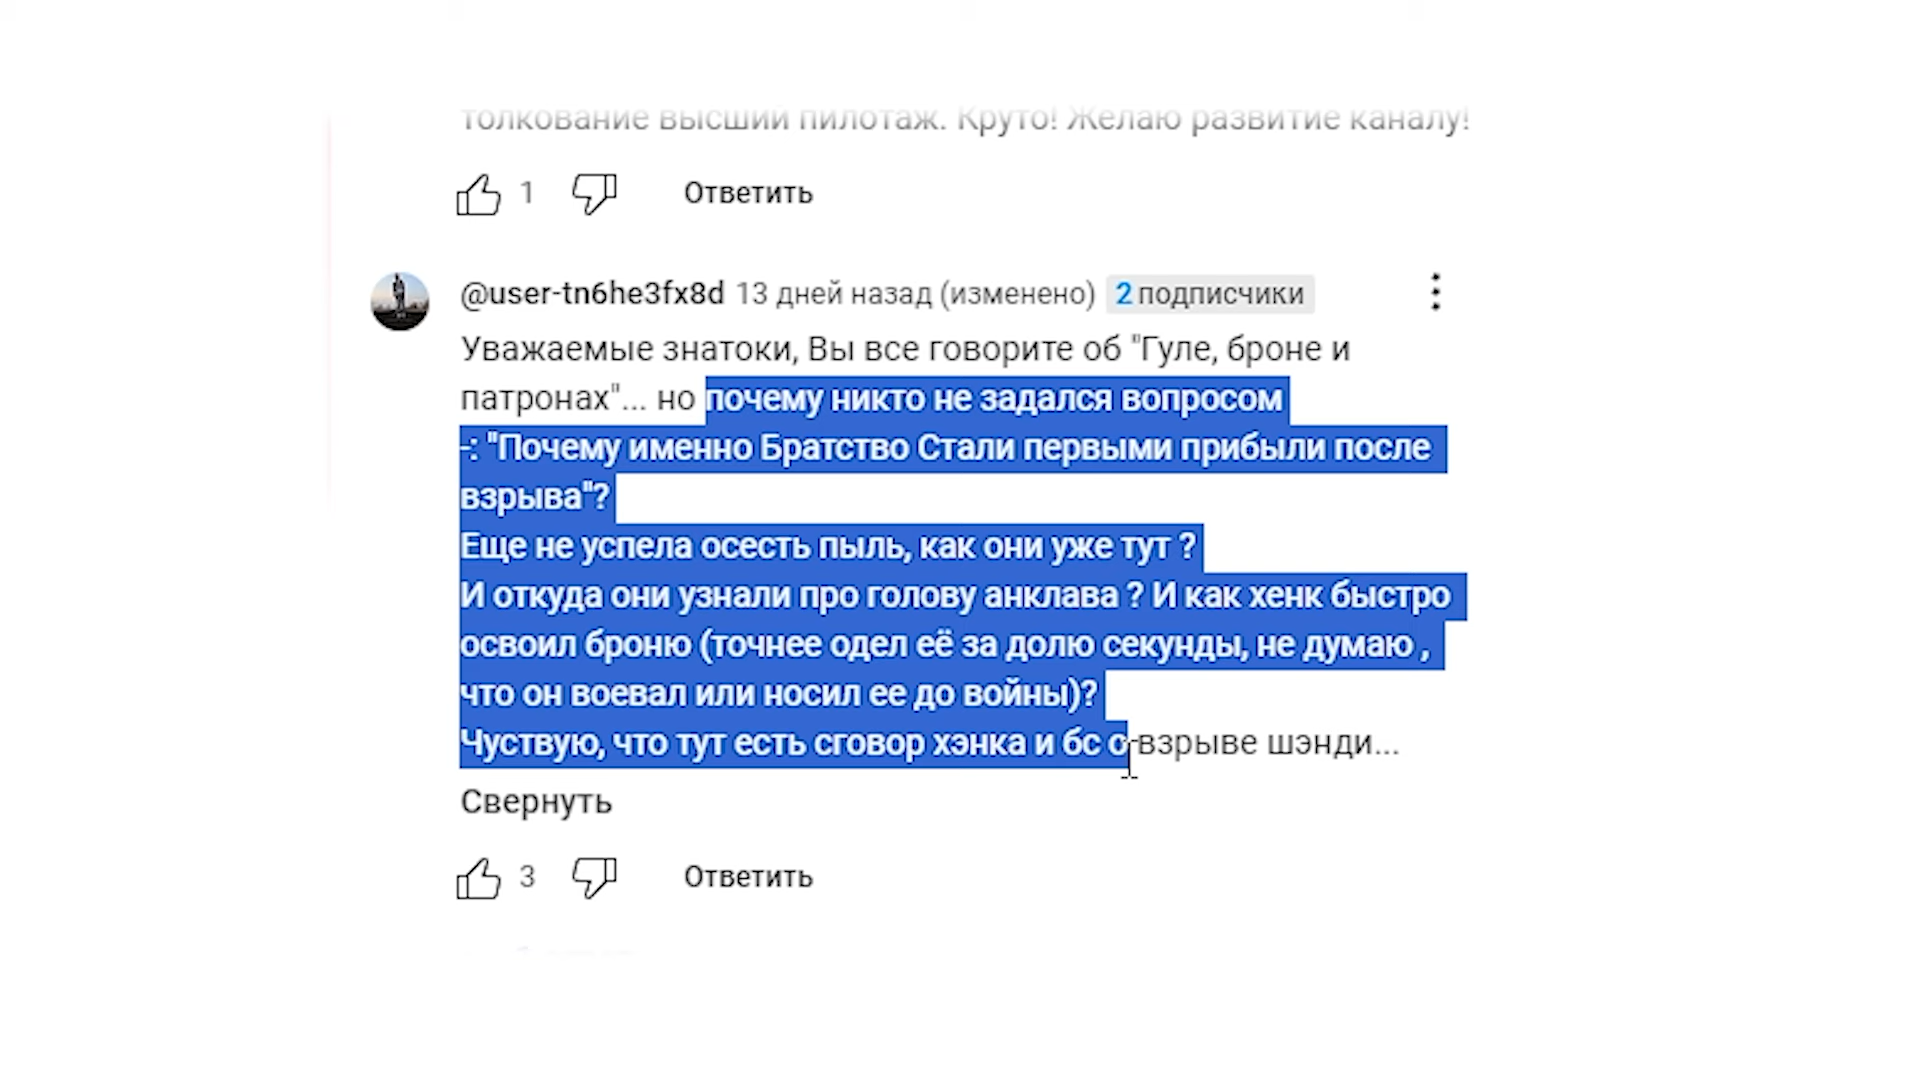 толкование высший пилотаж. Круто! Желаю развитие каналу!
1 Ответить
@user-tn6he3fx8d 13 дней назад (изменено) 2 подписчики
Уважаемые знатоки, Вы все говорите об "Гуле, броне и
патронах"... но почему никто не задался вопросом
-: "Почему именно Братство Стали первыми прибыли после
взрыва"?
Еще не успела осесть пыль, как они уже тут ?
И откуда они узнали про голову анклава ? И как хенк быстро
освоил броню (точнее одел её за долю секунды, не думаю ,
что он воевал или носил ее до войны)?
Чуствую, что тут есть сговор хэнка и бс о взрыве шэнди...
Свернуть
3 Ответить